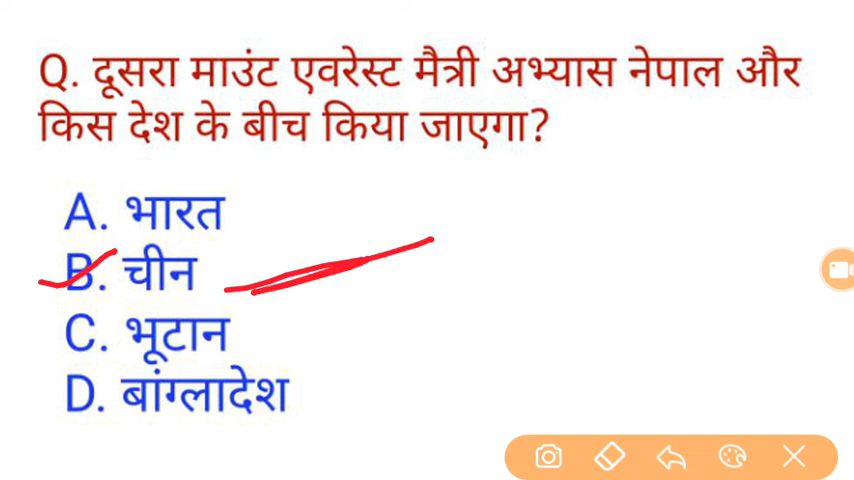 Q. दूसरा माउंट एवरेस्ट मैत्री अभ्यास नेपाल और
किस देश के बीच किया जाएगा?
A. भारत
B. चीन
C. भूटान
D. बांग्लादेश